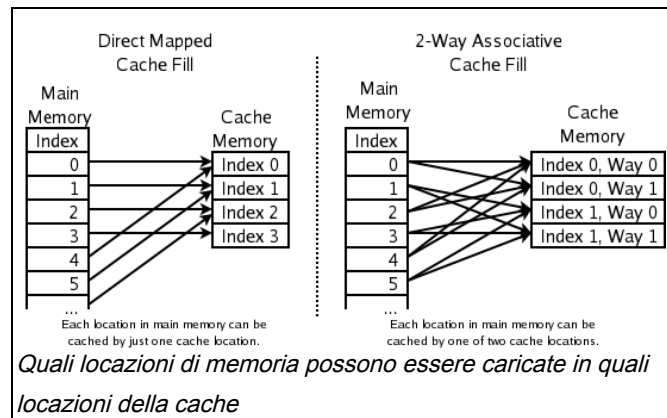 Direct Mapped
Cache Fill
Main
Memory
Index
0
1
2
3
4
5
...
Cache
Memory
Index 0
Index 1
Index 2
Index 3
Each location in main memory can be
cached by just one cache location.
2-Way Associative
Cache Fill
Main
Memory
Index
0
1
2
3
4
5
...
Cache
Memory
Index 0, Way 0
Index 0, Way 1
Index 1, Way 0
Index 1, Way 1
Each location in main memory can be
cached by one of two cache locations.
Quali locazioni di memoria possono essere caricate in quali
locazioni della cache